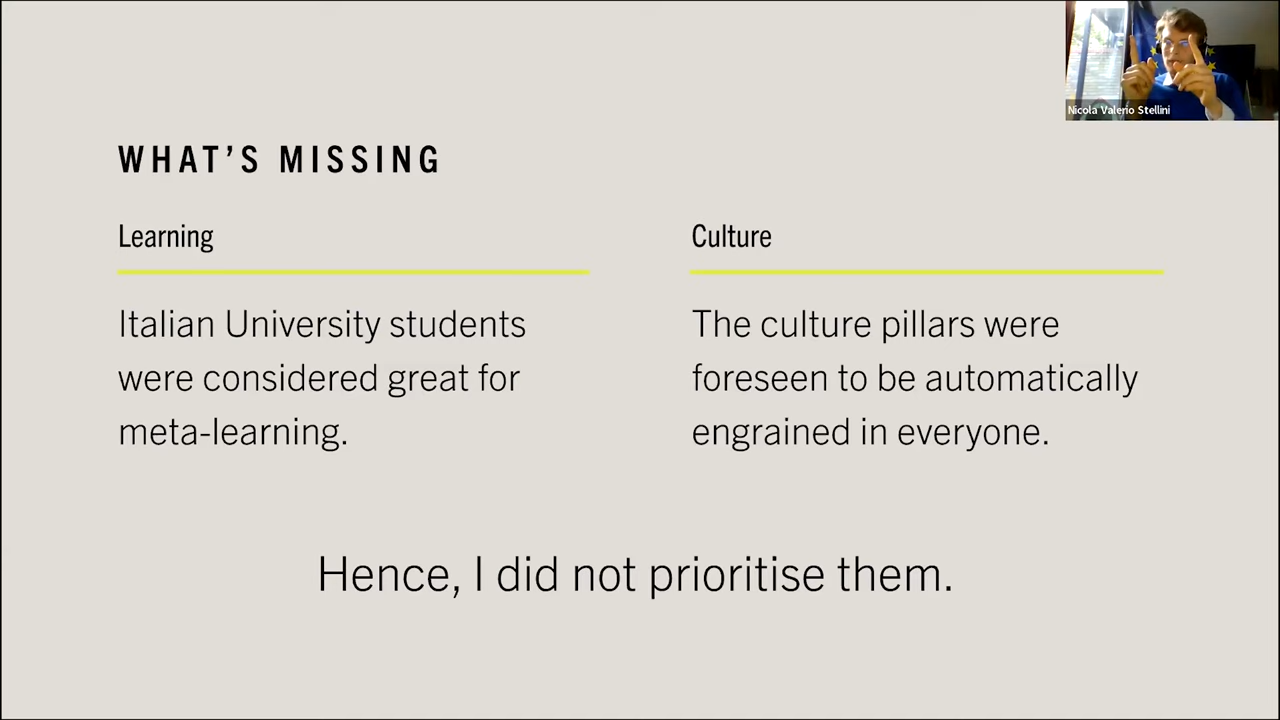 Nicola Valerio Stellini
WHAT'S MISSING
Learning
Italian University students
were considered great for
meta-learning.
Culture
The culture pillars were
foreseen to be automatically
engrained in everyone.
Hence, I did not prioritise them.